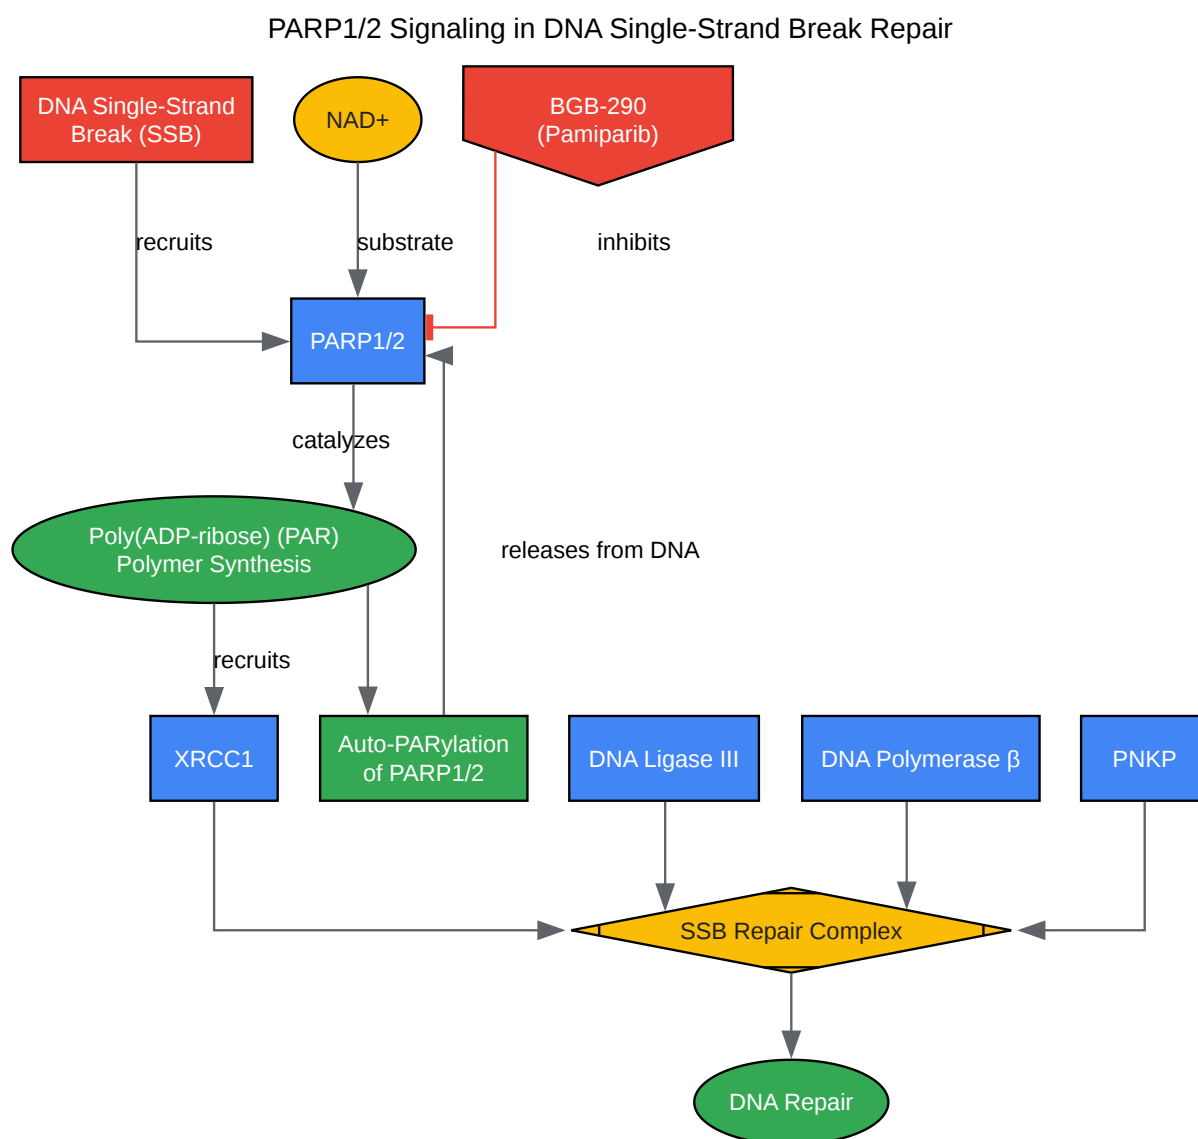 PARP1/2 Signaling in DNA Single-Strand Break Repair
DNA Single-Strand
Break (SSB)
NAD+
BGB-290
(Pamiparib)
recruits
substrate
inhibits
PARP1/2
catalyzes
Poly(ADP-ribose) (PAR)
Polymer Synthesis
releases from DNA
recruits
XRCC1
Auto-PARylation
of PARP1/2
DNA Ligase III
DNA Polymerase β
PNKP
SSB Repair Complex
DNA Repair